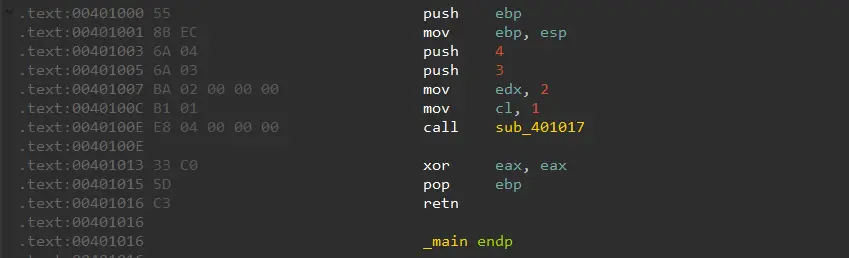 .text:00401000 55 push ebp
.text:00401001 8B EC mov ebp, esp
.text:00401003 6A 04 push 4
.text:00401005 6A 03 push 3
.text:00401007 BA 02 00 00 00 mov edx, 2
.text:0040100C B1 01 mov cl, 1
.text:0040100E E8 04 00 00 00 call sub_401017
.text:0040100E
.text:00401013 33 C0 xor eax, eax
.text:00401015 5D pop ebp
.text:00401016 C3 retn
.text:00401016
.text:00401016 _main endp